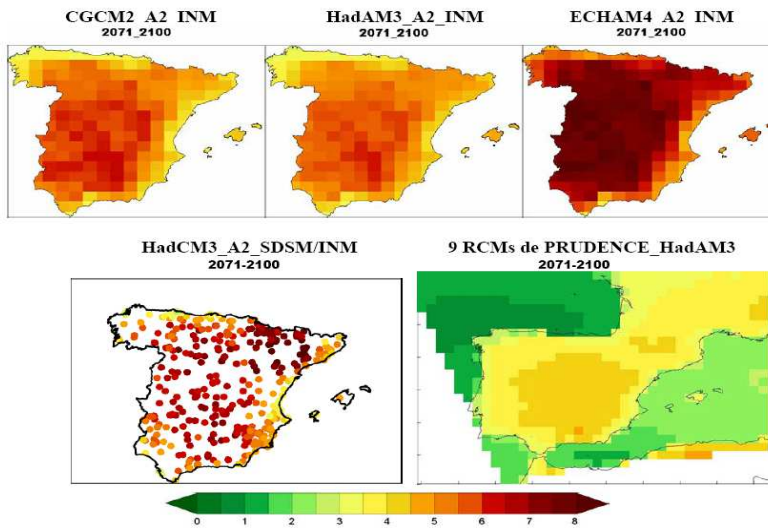 CGCM2_A2_INM
2071_2100
HadAM3_A2_INM
2071_2100
ECHAM4_A2_INM
2071_2100
HadCM3_A2_SDSM/INM
2071-2100
9 RCMs de PRUDENCE_HadAM3
2071-2100
0 1 2 3 4 5 6 7 8